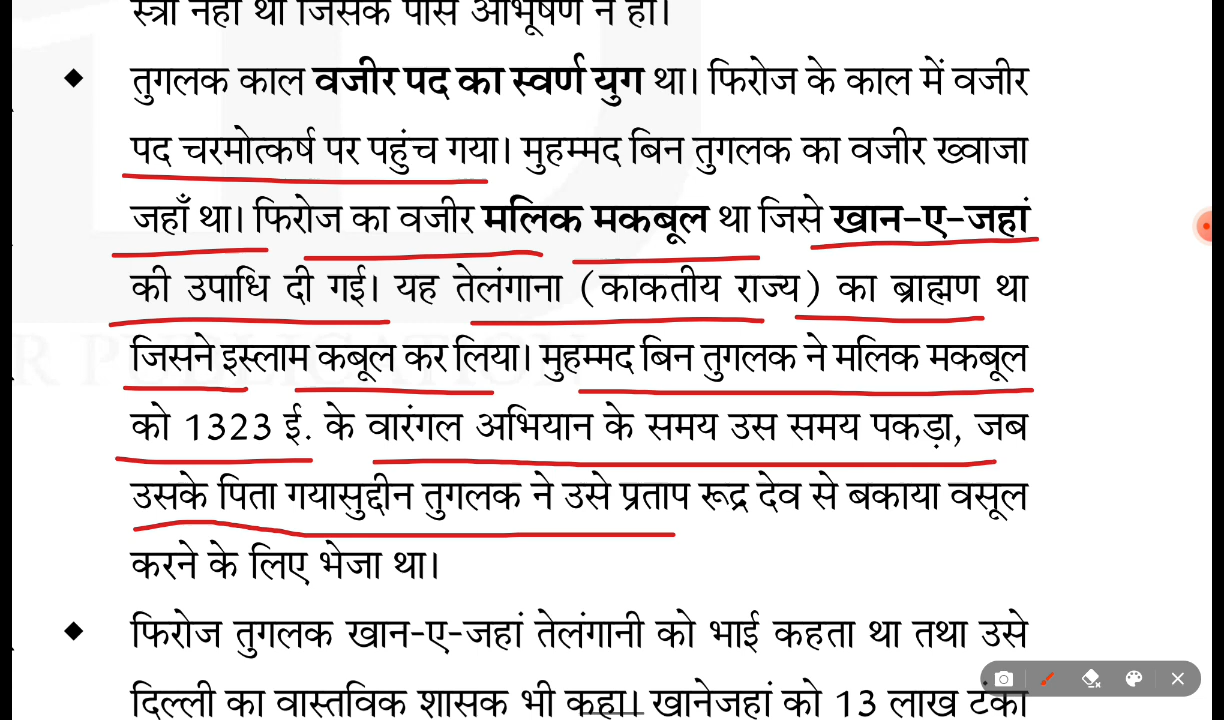 स्त्री नहीं थी जिसके पास आभूषण न हों।
◆ तुगलक काल वजीर पद का स्वर्ण युग था। फिरोज के काल में वजीर
पद चरमोत्कर्ष पर पहुंच गया। मुहम्मद बिन तुगलक का वजीर ख्वाजा
जहाँ था। फिरोज का वजीर मलिक मकबूल था जिसे खान-ए-जहां
की उपाधि दी गई। यह तेलंगाना (काकतीय राज्य) का ब्राह्मण था
जिसने इस्लाम कबूल कर लिया। मुहम्मद बिन तुगलक ने मलिक मकबूल
को 1323 ई. के वारंगल अभियान के समय उस समय पकड़ा, जब
उसके पिता गयासुद्दीन तुगलक ने उसे प्रताप रूद्र देव से बकाया वसूल
करने के लिए भेजा था।
◆ फिरोज तुगलक खान-ए-जहां तेलंगानी को भाई कहता था तथा उसे
दिल्ली का वास्तविक शासक भी कहा। खानेजहां को 13 लाख टंका